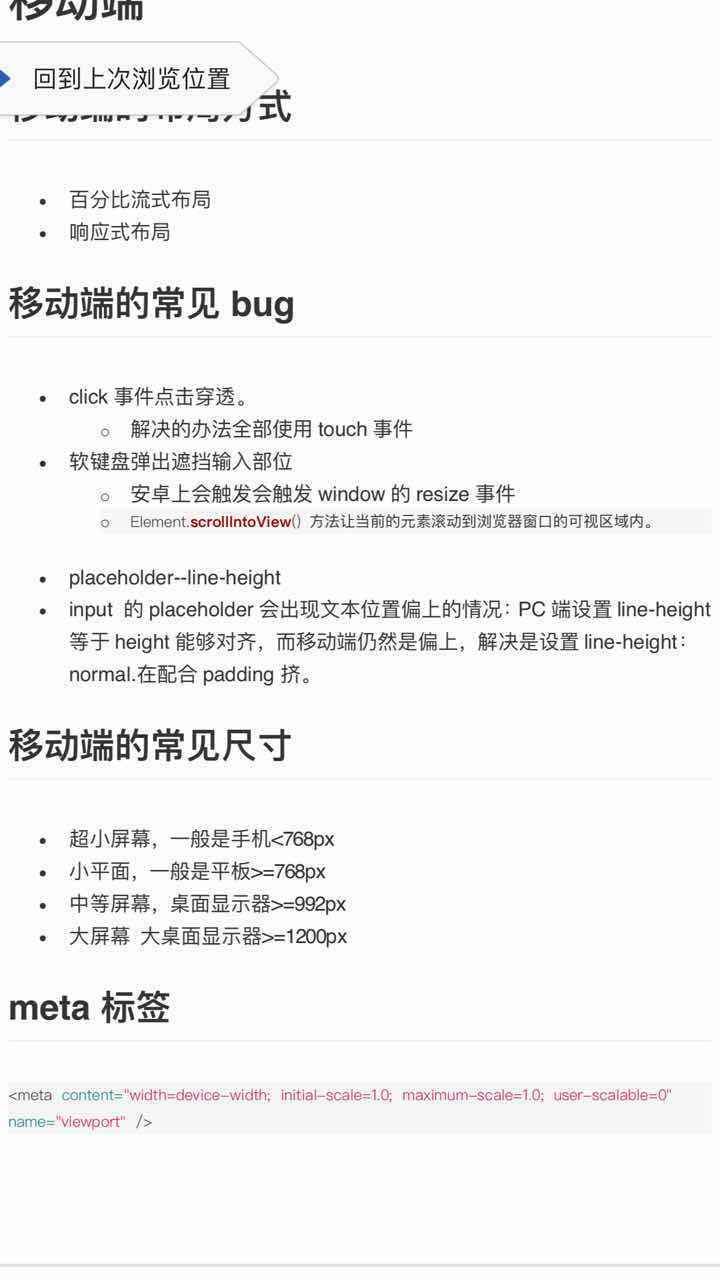 移动端
回到上次浏览位置
移动端的布局方式
百分比流式布局
响应式布局
移动端的常见 bug
click 事件点击穿透。
解决的办法全部使用 touch 事件
软键盘弹出遮挡输入部位
安卓上会触发会触发 window 的 resize 事件
Element.scrollIntoView() 方法让当前的元素滚动到浏览器窗口的可视区域内。
placeholder--line-height
input 的 placeholder 会出现文本位置偏上的情况：PC 端设置 line-height
等于 height 能够对齐，而移动端仍然是偏上，解决是设置 line-height：
normal.在配合 padding 挤。
移动端的常见尺寸
超小屏幕，一般是手机<768px
小平面，一般是平板>=768px
中等屏幕，桌面显示器>=992px
大屏幕 大桌面显示器>=1200px
meta 标签
<meta content="width=device-width; initial-scale=1.0; maximum-scale=1.0; user-scalable=0"
name="viewport" />